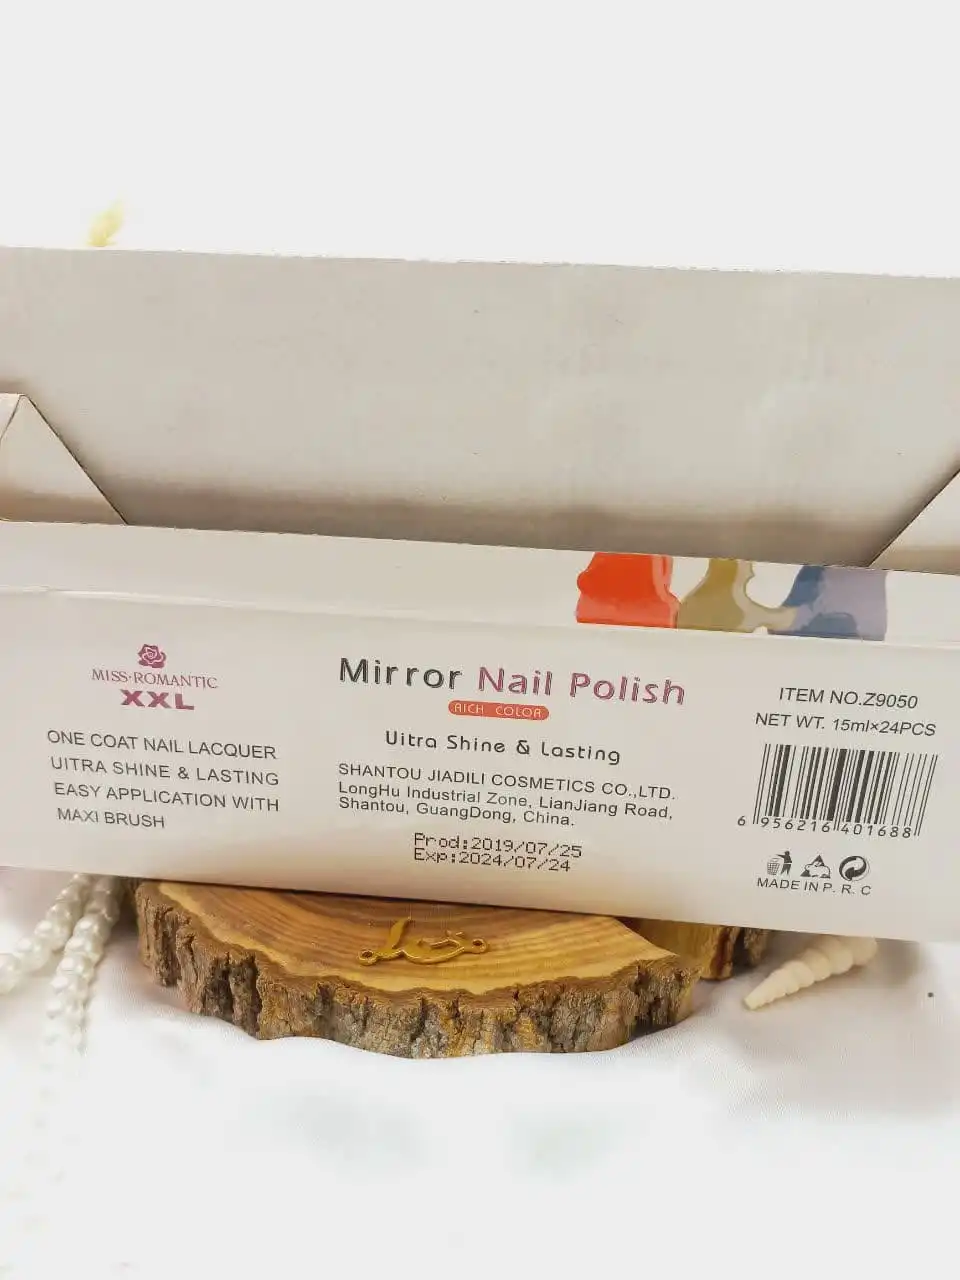 MISS·ROMANTIC
XXL
ONE COAT NAIL LACQUER
UITRA SHINE & LASTING
EASY APPLICATION WITH
MAXI BRUSH
Mirror Nail Polish
RICH COLOR
Uitra Shine & Lasting
SHANTOU JIADILI COSMETICS CO.,LTD.
LongHu Industrial Zone, LianJiang Road,
Shantou, GuangDong, China.
Prod:2019/07/25
Exp:2024/07/24
ITEM NO.Z9050
NET WT. 15ml×24PCS
6 956216 401688
MADE IN P. R. C